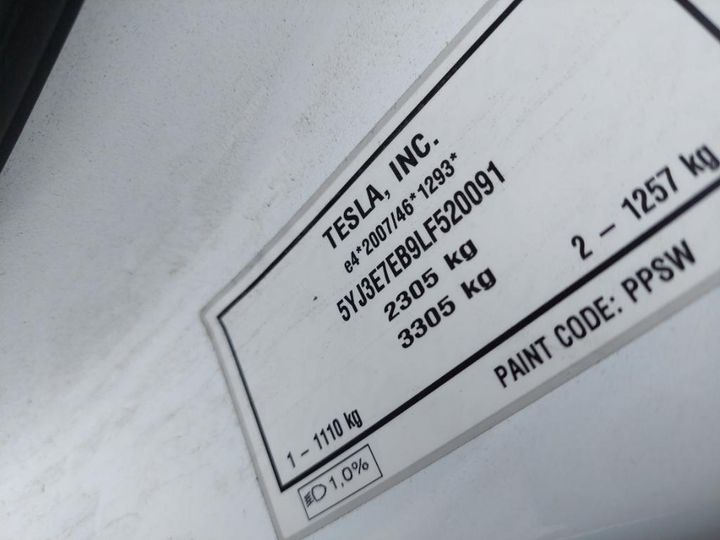 TESLA, INC.
e4*2007/46*1293*
5YJ3E7EB9LF520091
2305 kg
3305 kg
1 – 1110 kg
2 – 1257 kg
PAINT CODE: PPSW
1,0%